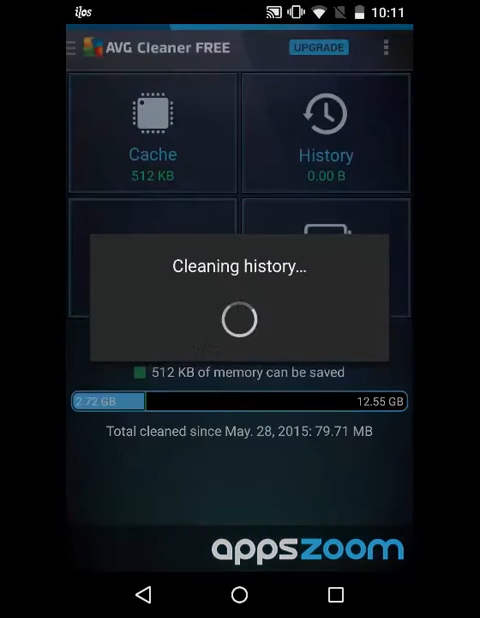 ilos
10:11
AVG Cleaner FREE
UPGRADE
Cache
512 KB
History
0.00 B
Cleaning history...
512 KB of memory can be saved
2.72 GB
12.55 GB
Total cleaned since May. 28, 2015: 79.71 MB
appszoom